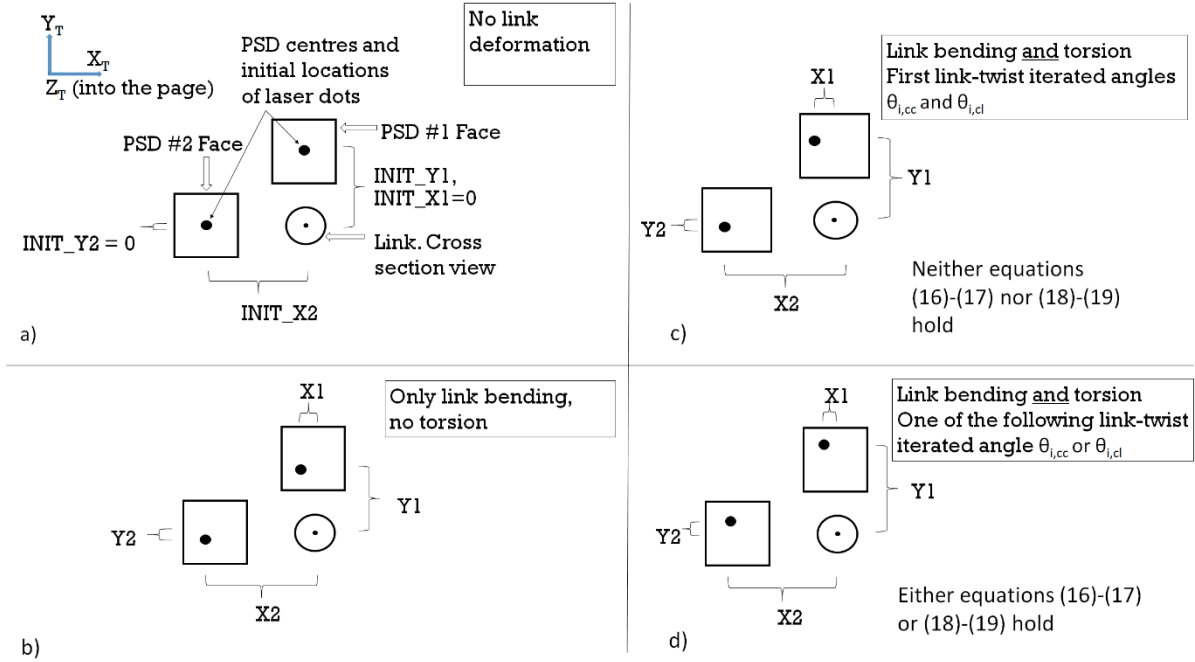 Y_T
X_T
Z_T (into the page)
PSD centres and
initial locations
of laser dots
No link
deformation
PSD #2 Face
PSD #1 Face
INIT_Y1,
INIT_X1=0
INIT_Y2 = 0
Link. Cross
section view
INIT_X2
a)
Link bending and torsion
First link-twist iterated angles
θ_i,cc and θ_i,cl
X1
Y1
Y2
X2
Neither equations
(16)-(17) nor (18)-(19)
hold
c)
Only link bending,
no torsion
X1
Y1
Y2
X2
b)
Link bending and torsion
One of the following link-twist
iterated angle θ_i,cc or θ_i,cl
X1
Y1
Y2
X2
Either equations (16)-(17)
or (18)-(19) hold
d)